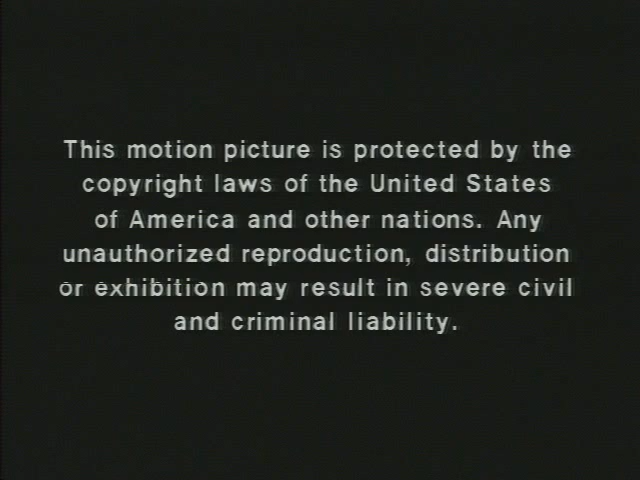 This motion picture is protected by the
copyright laws of the United States
of America and other nations. Any
unauthorized reproduction, distribution
or exhibition may result in severe civil
and criminal liability.